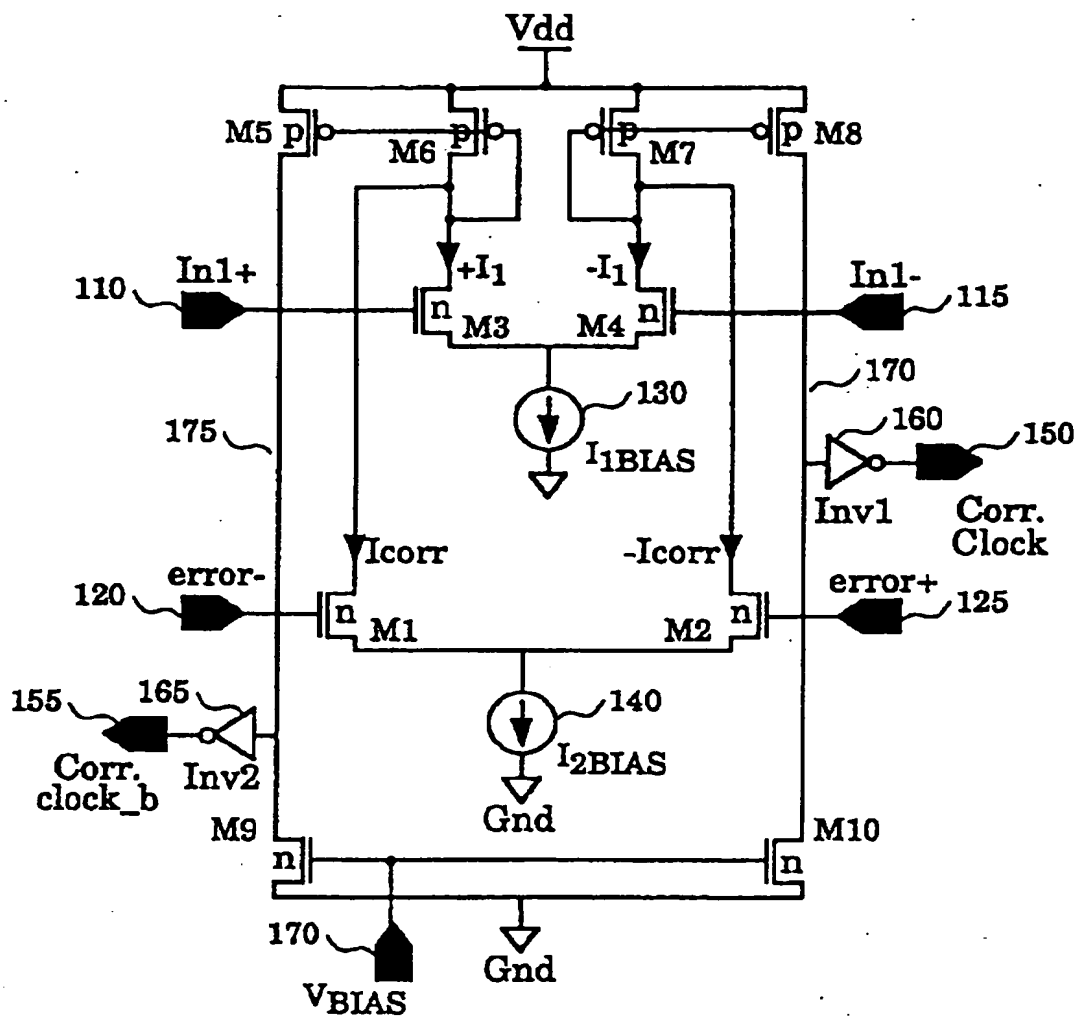 Vdd
M5 p
M6 p
p M7
p M8
In1+
110
+I1
-I1
In1-
115
n M3
M4 n
130
I1BIAS
175
170
160
150
Inv1
Corr.
Clock
Icorr
-Icorr
error-
120
error+
125
n M1
M2 n
155
165
140
I2BIAS
Corr.
clock_b
Inv2
Gnd
M9
n
M10
n
170
VBIAS
Gnd